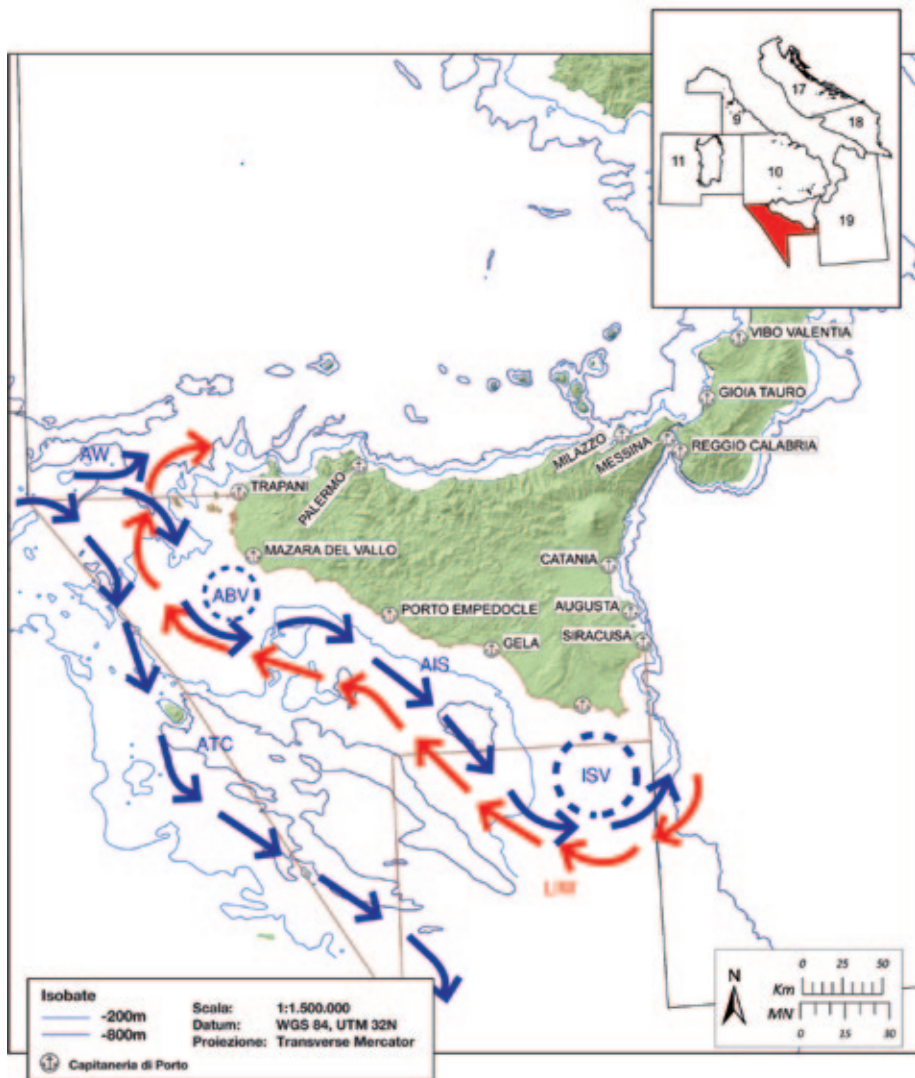 17
9
18
11
10
19
VIBO VALENTIA
GIOIA TAURO
MILAZZO
MESSINA
REGGIO CALABRIA
AW
TRAPANI
PALERMO
MAZARA DEL VALLO
CATANIA
ABV
PORTO EMPEDOCLE
AUGUSTA
GELA
SIRACUSA
AIS
ATC
ISV
Isobate
-200m
-800m
Scala: 1:1.500.000
Datum: WGS 84, UTM 32N
Proiezione: Transverse Mercator
Capitaneria di Porto
N
0 25 50
Km
MN
0 15 30